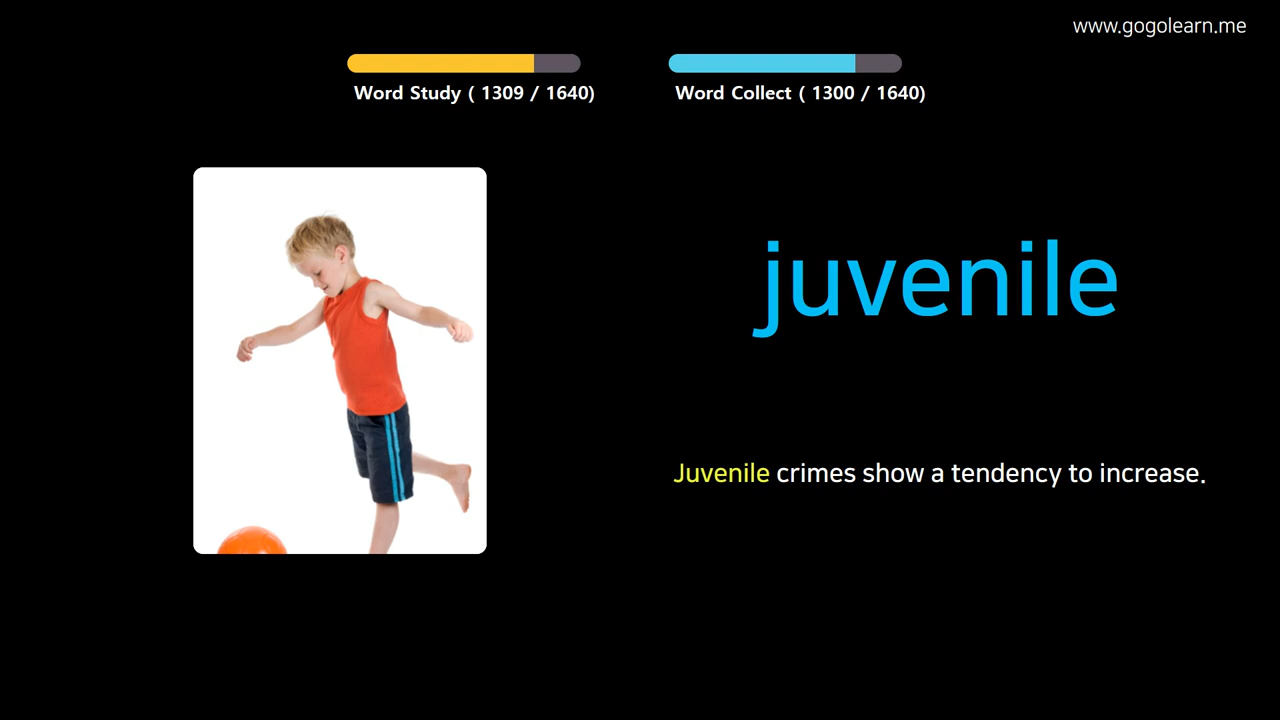 www.gogolearn.me
Word Study ( 1309 / 1640)
Word Collect ( 1300 / 1640)
juvenile
Juvenile crimes show a tendency to increase.